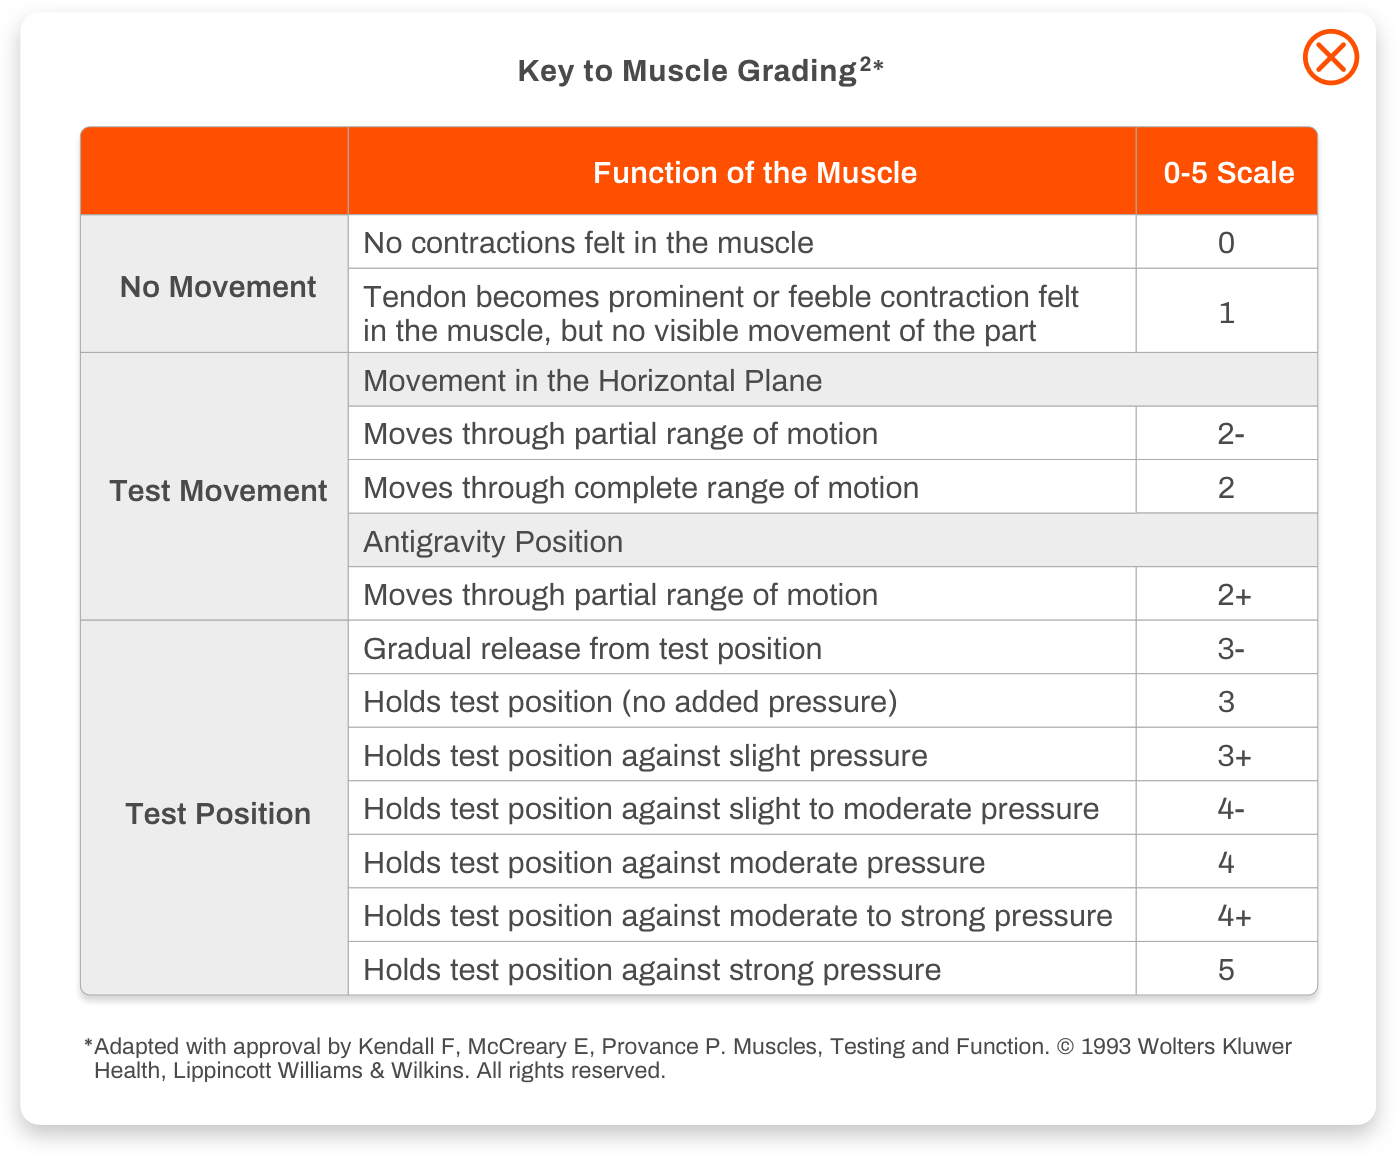 Key to Muscle Grading²*
Function of the Muscle 0-5 Scale
No Movement
No contractions felt in the muscle 0
Tendon becomes prominent or feeble contraction felt
in the muscle, but no visible movement of the part 1
Test Movement
Movement in the Horizontal Plane
Moves through partial range of motion 2-
Moves through complete range of motion 2
Antigravity Position
Moves through partial range of motion 2+
Test Position
Gradual release from test position 3-
Holds test position (no added pressure) 3
Holds test position against slight pressure 3+
Holds test position against slight to moderate pressure 4-
Holds test position against moderate pressure 4
Holds test position against moderate to strong pressure 4+
Holds test position against strong pressure 5
*Adapted with approval by Kendall F, McCreary E, Provance P. Muscles, Testing and Function. © 1993 Wolters Kluwer
Health, Lippincott Williams & Wilkins. All rights reserved.